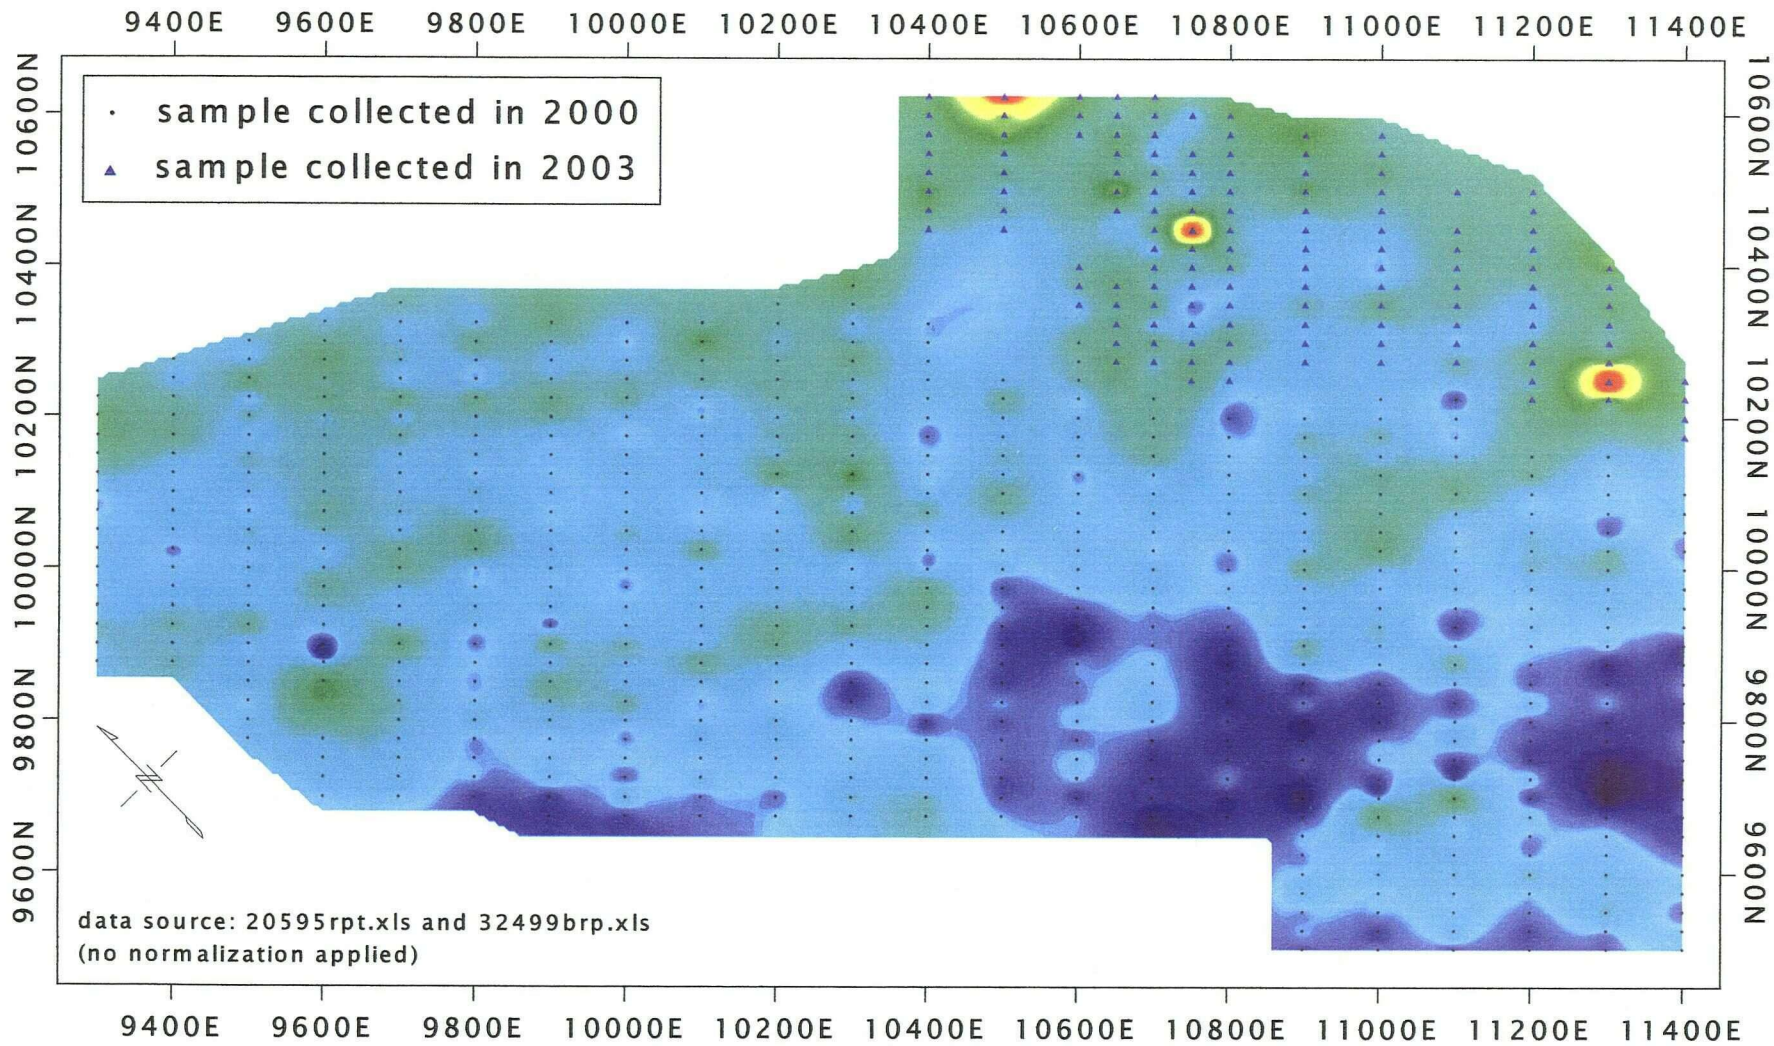 9400E 9600E 9800E 10000E 10200E 10400E 10600E 10800E 11000E 11200E 11400E
sample collected in 2000
sample collected in 2003
10600N
10400N
10200N
10000N
9800N
9600N
10600N
10400N
10200N
10000N
9800N
9600N
N
data source: 20595rpt.xls and 32499brp.xls
(no normalization applied)
9400E 9600E 9800E 10000E 10200E 10400E 10600E 10800E 11000E 11200E 11400E